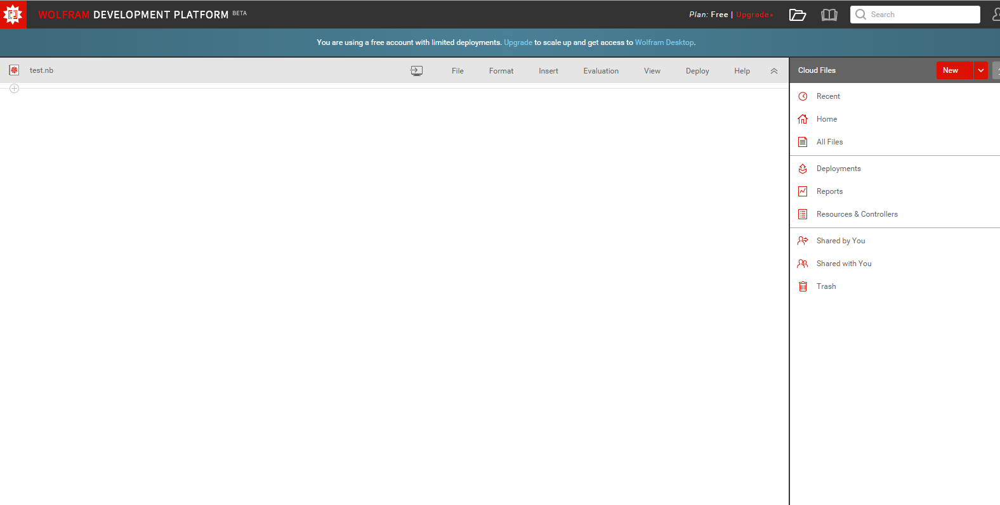 WOLFRAM DEVELOPMENT PLATFORM BETA
Plan: Free | Upgrade»
Search
You are using a free account with limited deployments. Upgrade to scale up and get access to Wolfram Desktop.
test.nb
File Format Insert Evaluation View Deploy Help
Cloud Files
New
Recent
Home
All Files
Deployments
Reports
Resources & Controllers
Shared by You
Shared with You
Trash